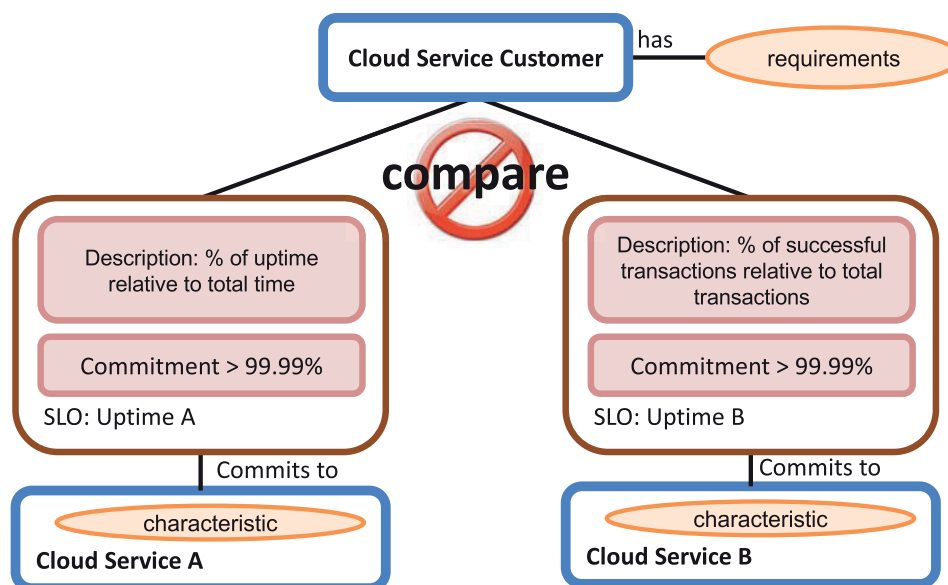 Cloud Service Customer
has
requirements
compare
Description: % of uptime
relative to total time
Commitment > 99.99%
SLO: Uptime A
Commits to
characteristic
Cloud Service A
Description: % of successful
transactions relative to total
transactions
Commitment > 99.99%
SLO: Uptime B
Commits to
characteristic
Cloud Service B